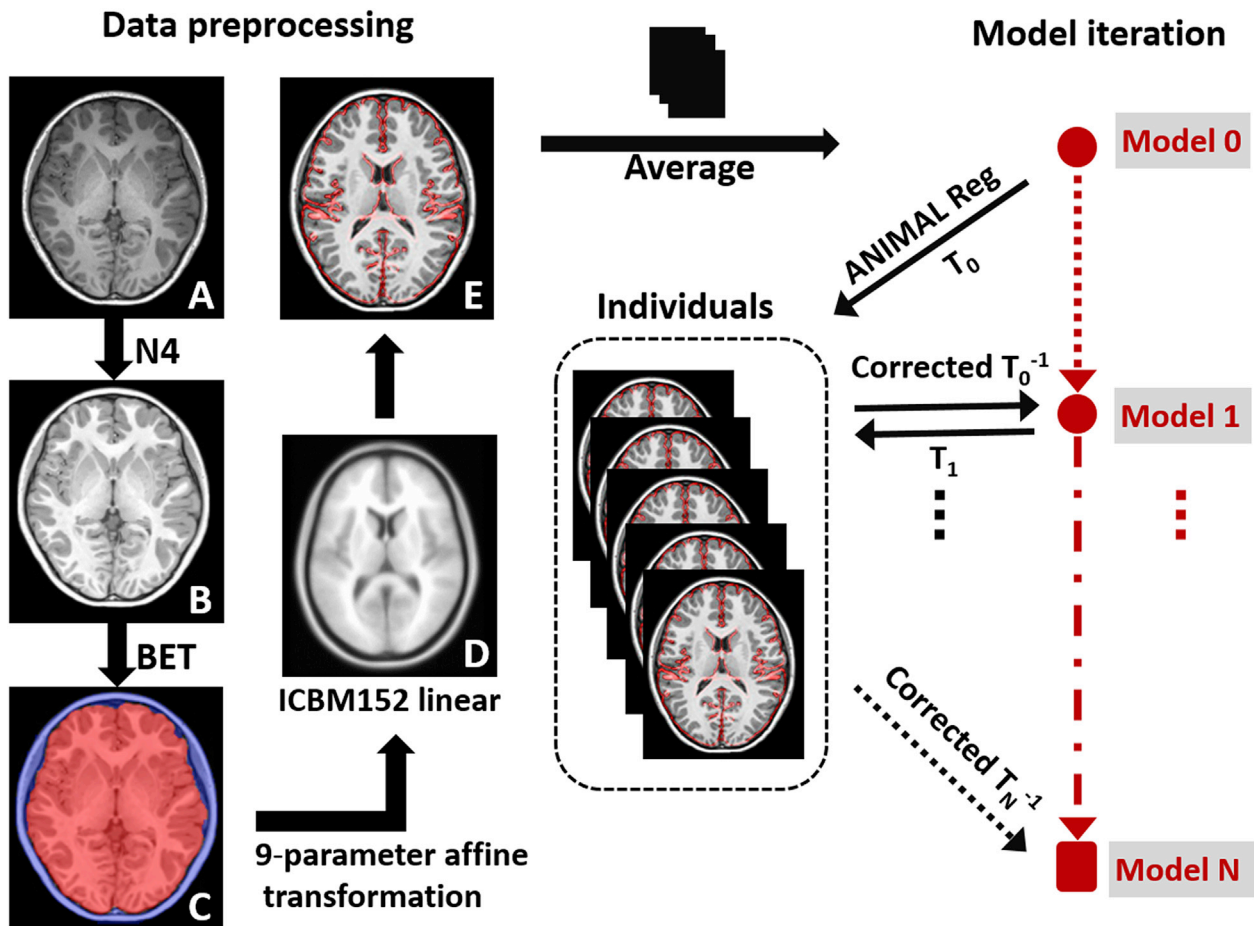 Data preprocessing
Model iteration
A
N4
B
BET
C
9-parameter affine
transformation
ICBM152 linear
D
E
Average
Model 0
ANIMAL Reg
T₀
Individuals
Corrected T₀⁻¹
T₁
Model 1
Corrected T_N⁻¹
Model N